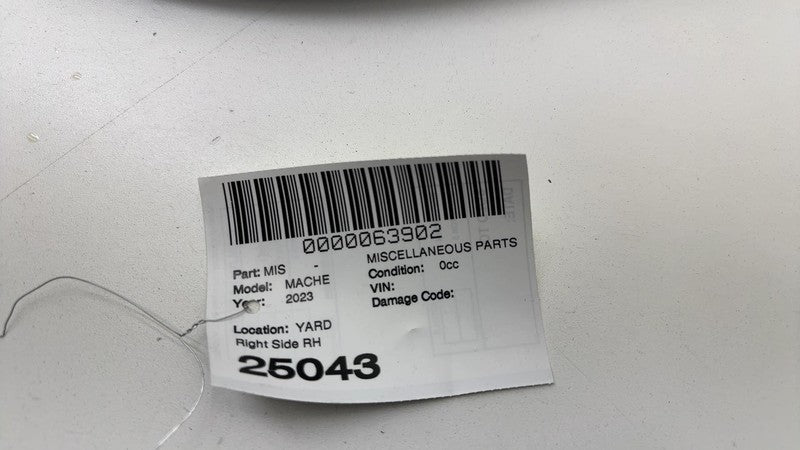 0000063902
Part: MIS - MISCELLANEOUS PARTS
Model: MACHE Condition: 0cc
Year: 2023 VIN:
Damage Code:
Location: YARD
Right Side RH
25043